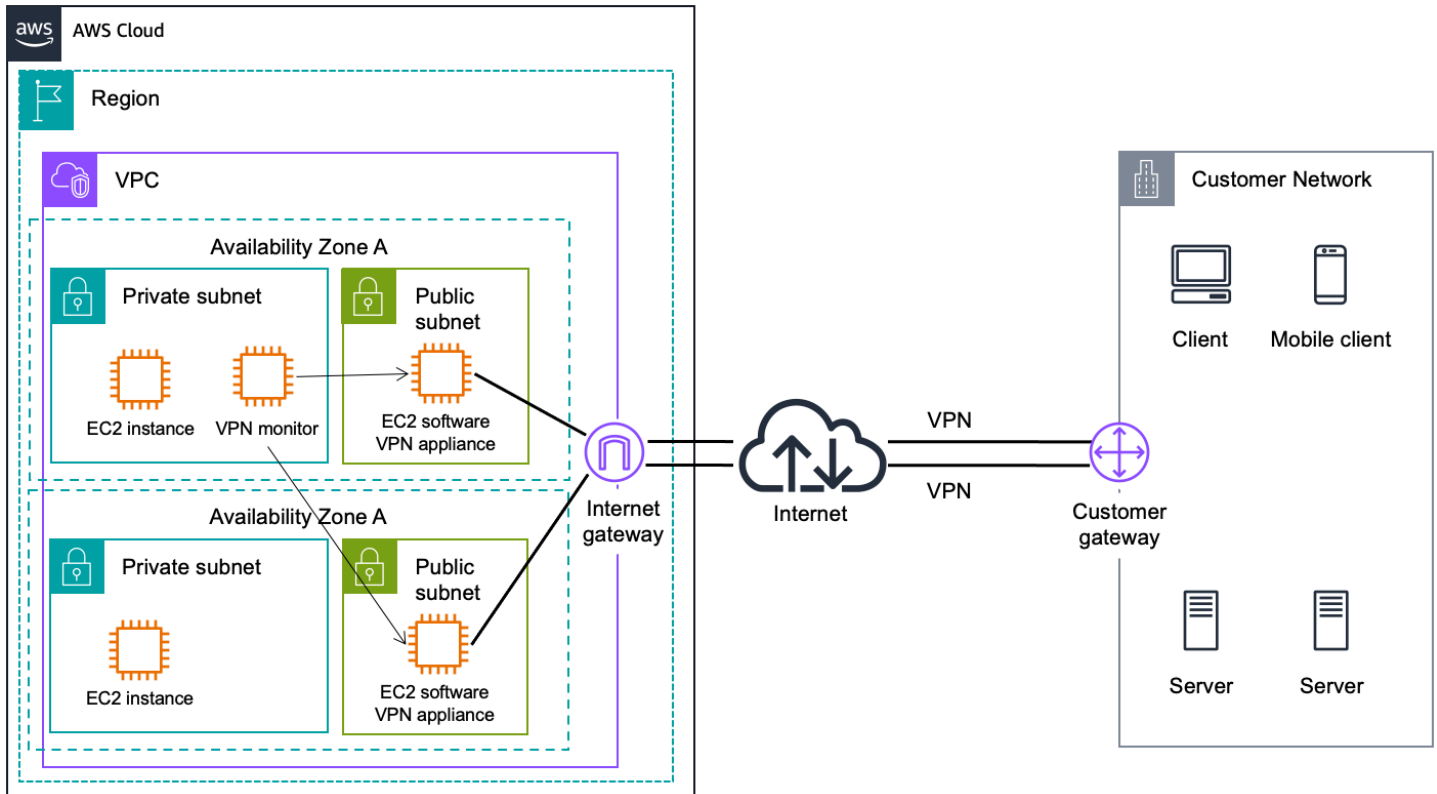 aws
AWS Cloud
Region
VPC
Availability Zone A
Private subnet
EC2 instance
VPN monitor
Public
subnet
EC2 software
VPN appliance
Availability Zone A
Private subnet
EC2 instance
Public
subnet
EC2 software
VPN appliance
Internet
gateway
Internet
VPN
VPN
Customer
gateway
Customer Network
Client
Mobile client
Server
Server